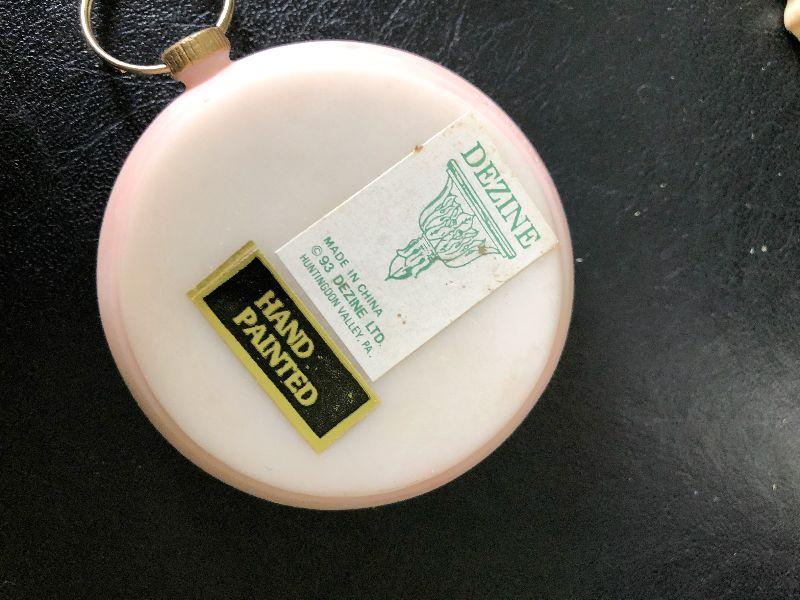 DEZINE
MADE IN CHINA
© 93 DEZINE LTD.
HUNTINGDON VALLEY, PA.
HAND
PAINTED